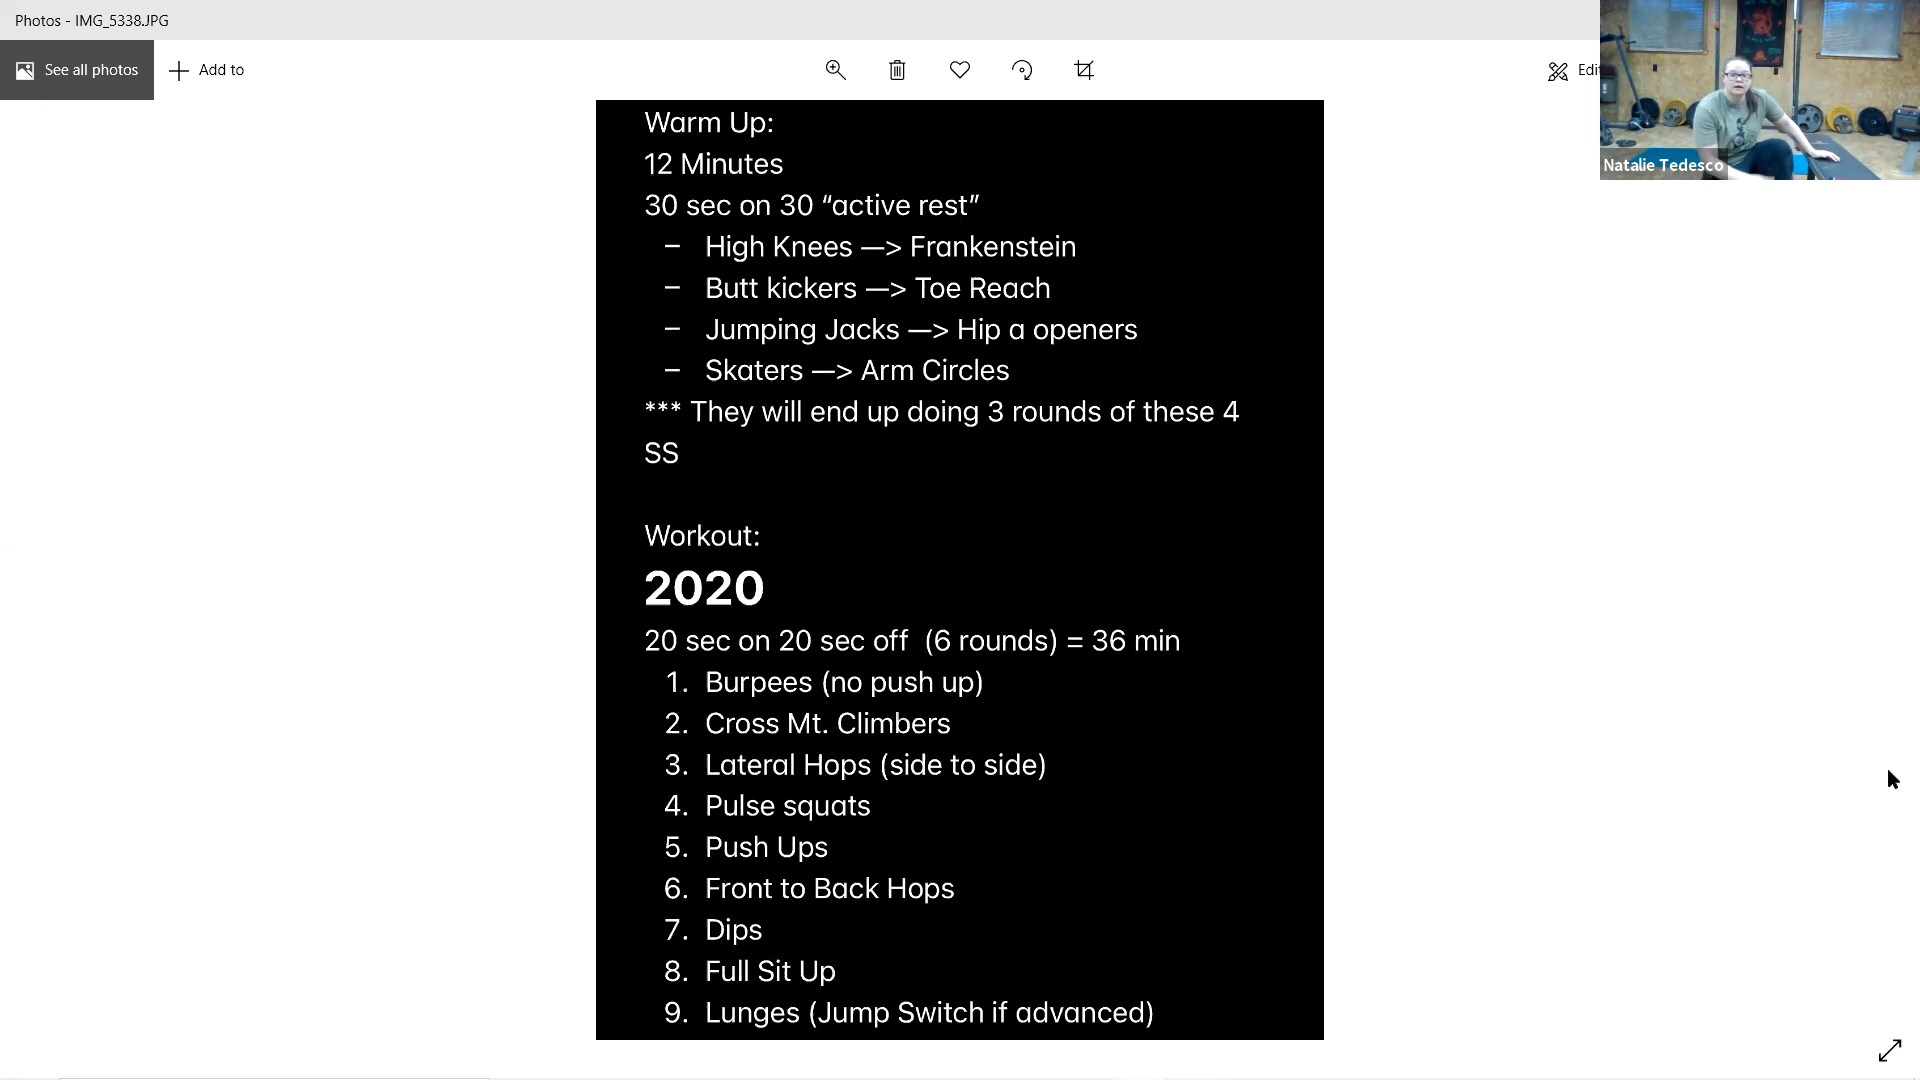 Photos - IMG_5338.JPG
See all photos
Add to
Edi
Natalie Tedesco
Warm Up:
12 Minutes
30 sec on 30 “active rest”
– High Knees —> Frankenstein
– Butt kickers —> Toe Reach
– Jumping Jacks —> Hip a openers
– Skaters —> Arm Circles
*** They will end up doing 3 rounds of these 4
SS
Workout:
2020
20 sec on 20 sec off (6 rounds) = 36 min
1. Burpees (no push up)
2. Cross Mt. Climbers
3. Lateral Hops (side to side)
4. Pulse squats
5. Push Ups
6. Front to Back Hops
7. Dips
8. Full Sit Up
9. Lunges (Jump Switch if advanced)